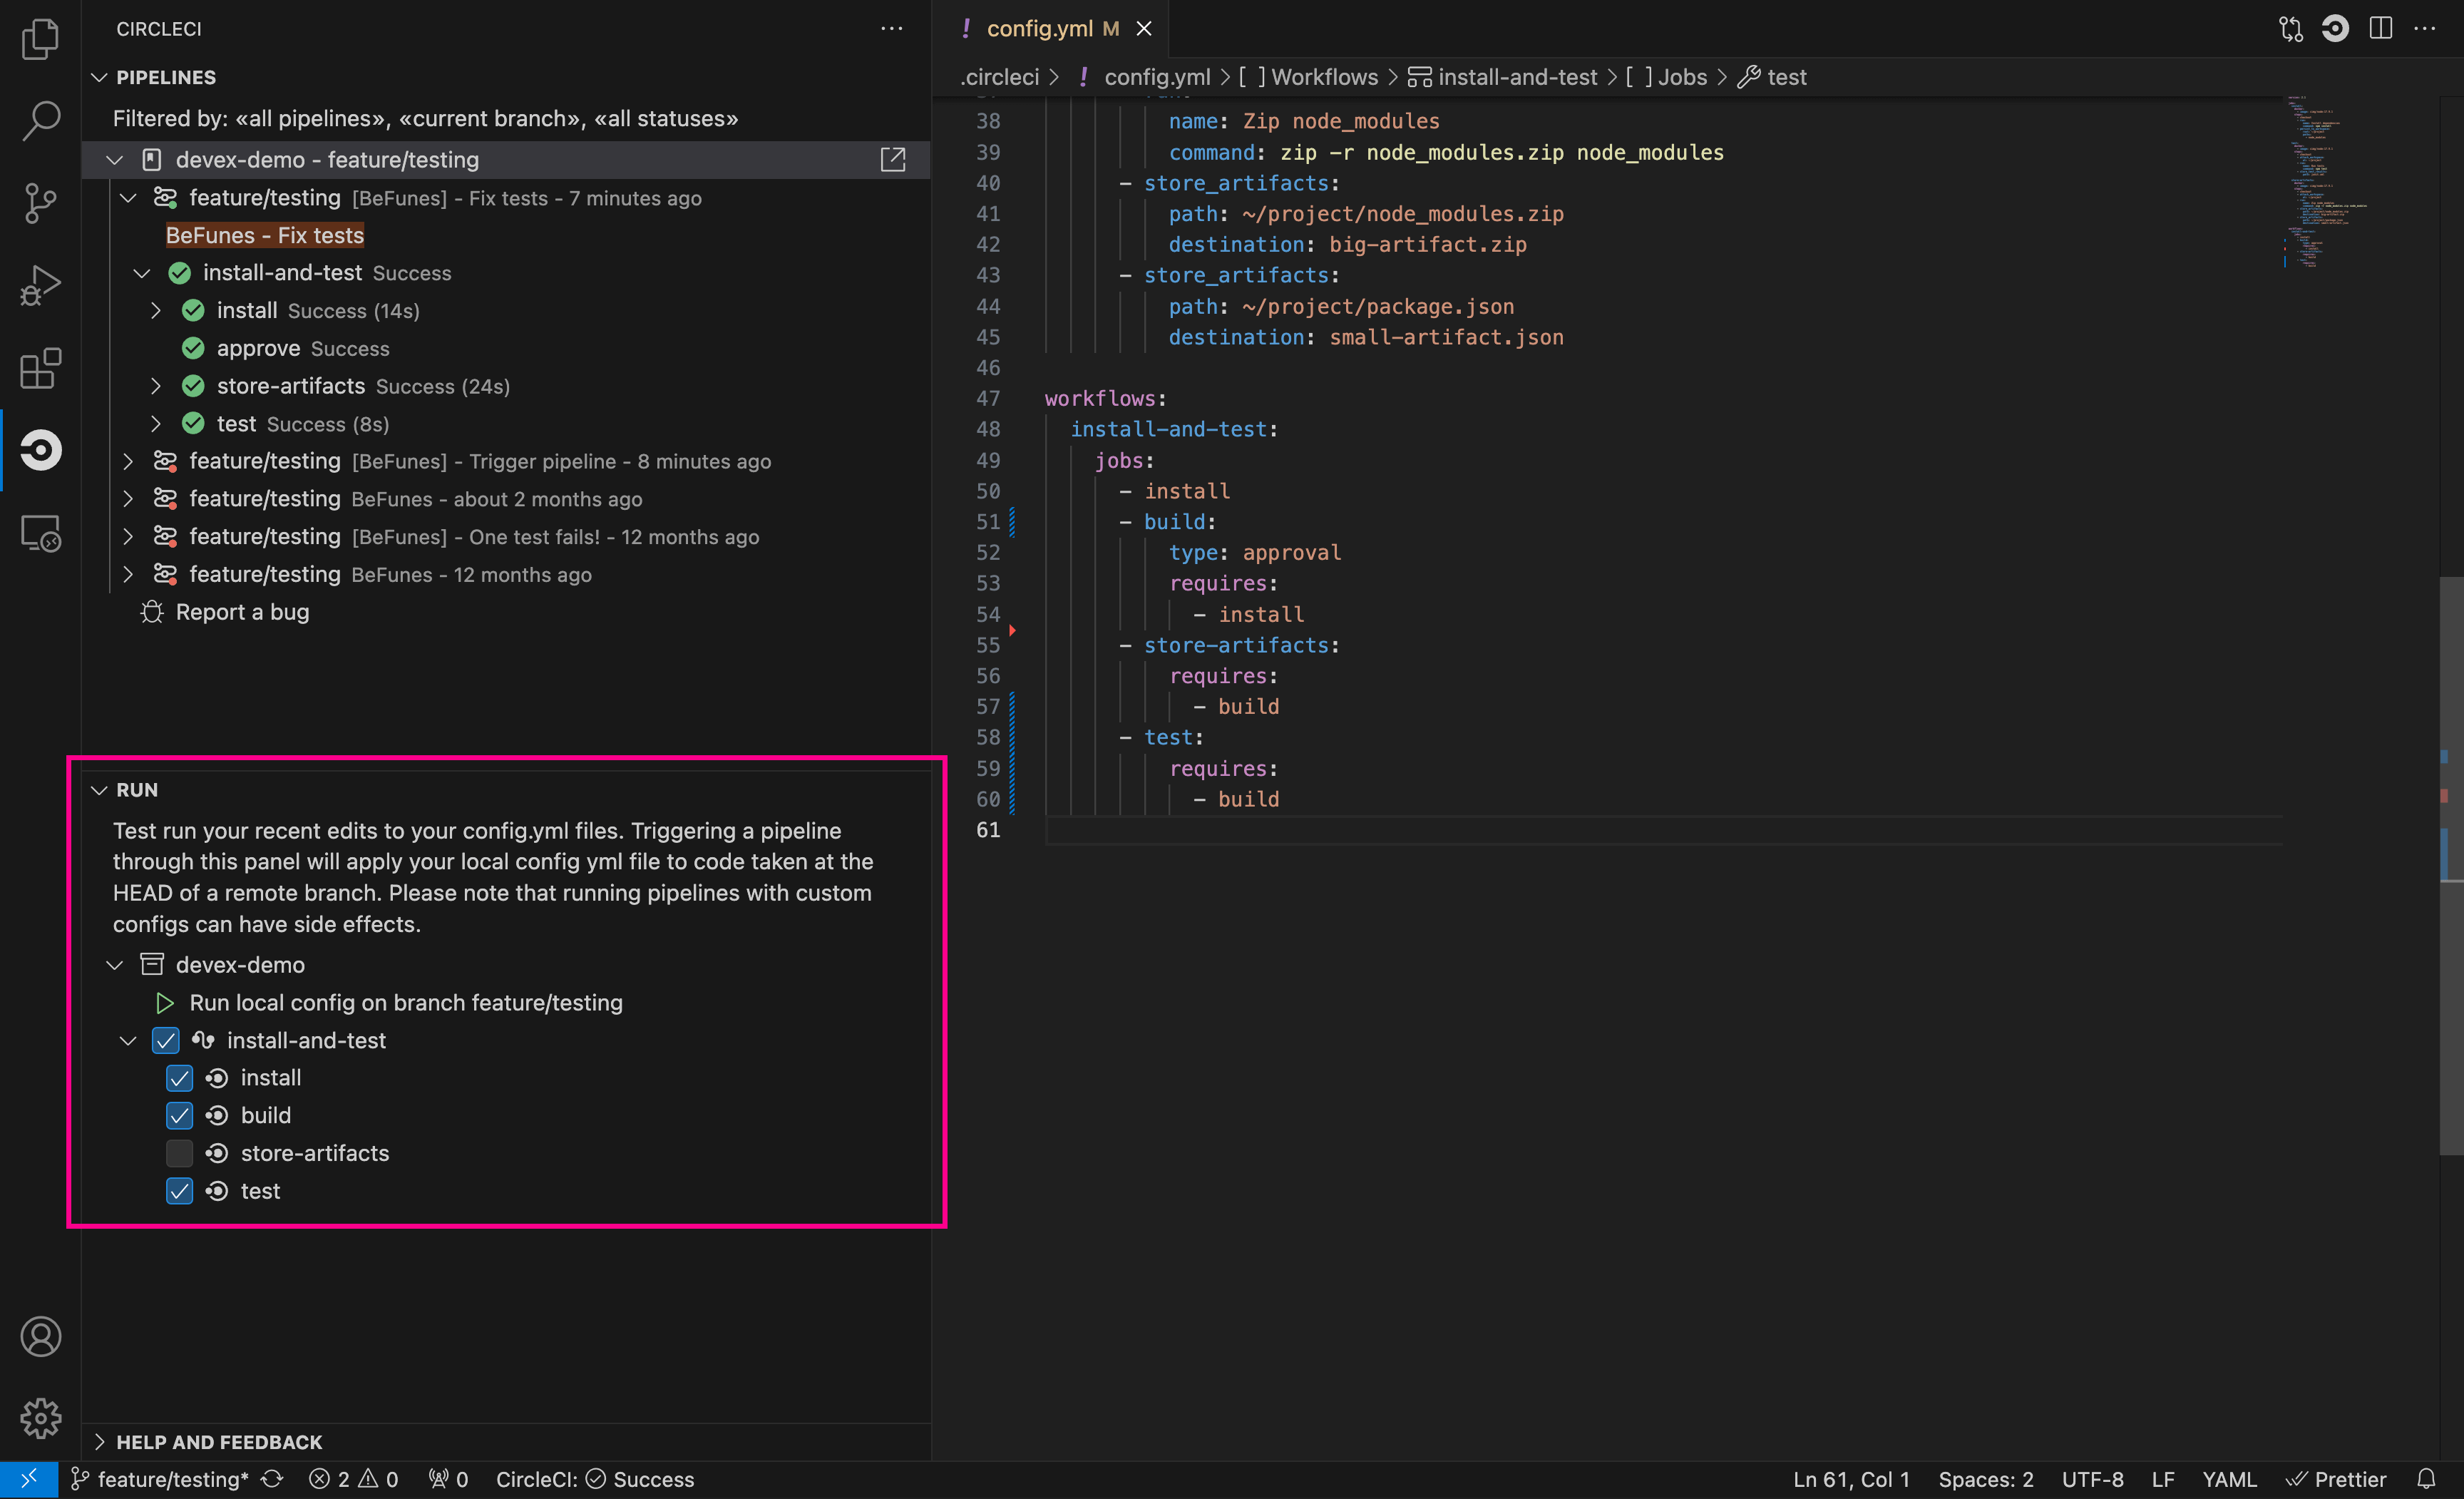 CIRCLECI
PIPELINES
Filtered by: «all pipelines», «current branch», «all statuses»
devex-demo - feature/testing
feature/testing [BeFunes] - Fix tests - 7 minutes ago
BeFunes - Fix tests
install-and-test Success
install Success (14s)
approve Success
store-artifacts Success (24s)
test Success (8s)
feature/testing [BeFunes] - Trigger pipeline - 8 minutes ago
feature/testing BeFunes - about 2 months ago
feature/testing [BeFunes] - One test fails! - 12 months ago
feature/testing BeFunes - 12 months ago
Report a bug
RUN
Test run your recent edits to your config.yml files. Triggering a pipeline
through this panel will apply your local config yml file to code taken at the
HEAD of a remote branch. Please note that running pipelines with custom
configs can have side effects.
devex-demo
Run local config on branch feature/testing
install-and-test
install
build
store-artifacts
test
HELP AND FEEDBACK
! config.yml M
.circleci > ! config.yml > [ ] Workflows > install-and-test > [ ] Jobs > test
38 name: Zip node_modules
39 command: zip -r node_modules.zip node_modules
40 - store_artifacts:
41 path: ~/project/node_modules.zip
42 destination: big-artifact.zip
43 - store_artifacts:
44 path: ~/project/package.json
45 destination: small-artifact.json
46
47 workflows:
48 install-and-test:
49 jobs:
50 - install
51 - build:
52 type: approval
53 requires:
54 - install
55 - store-artifacts:
56 requires:
57 - build
58 - test:
59 requires:
60 - build
61
feature/testing* 2 0 0 CircleCI: Success Ln 61, Col 1 Spaces: 2 UTF-8 LF YAML Prettier